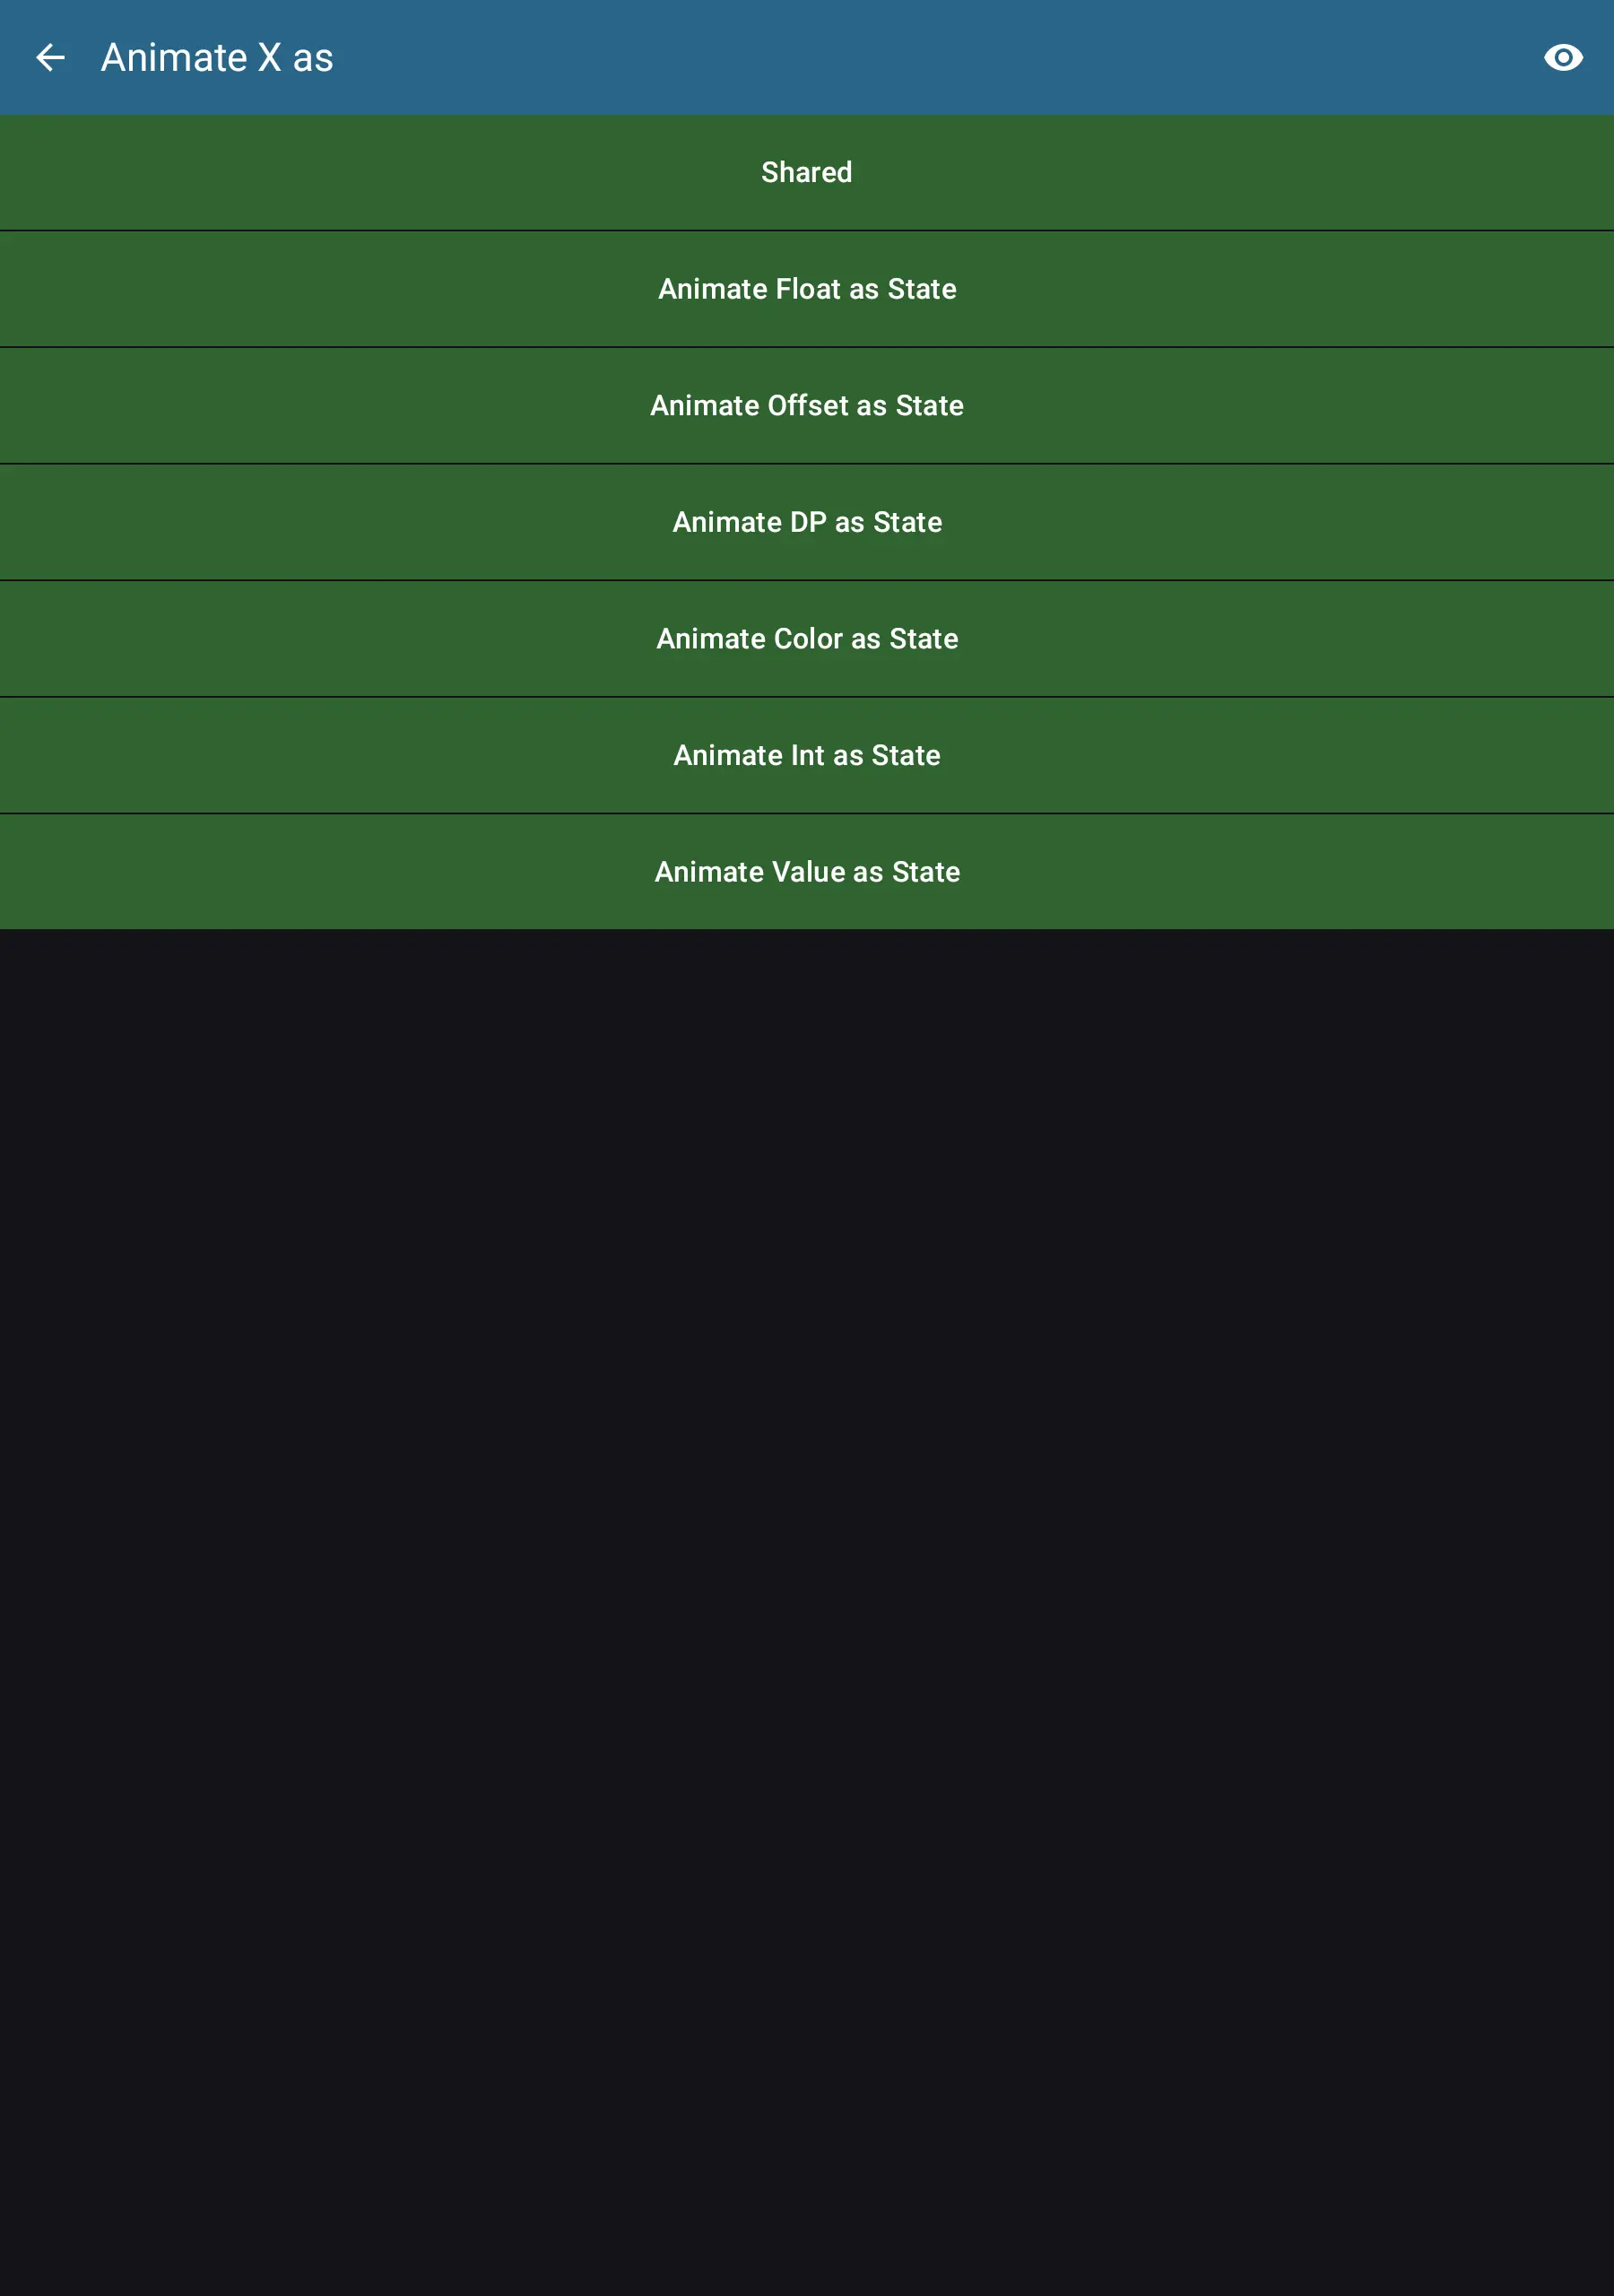 Animate X as
Shared
Animate Float as State
Animate Offset as State
Animate DP as State
Animate Color as State
Animate Int as State
Animate Value as State